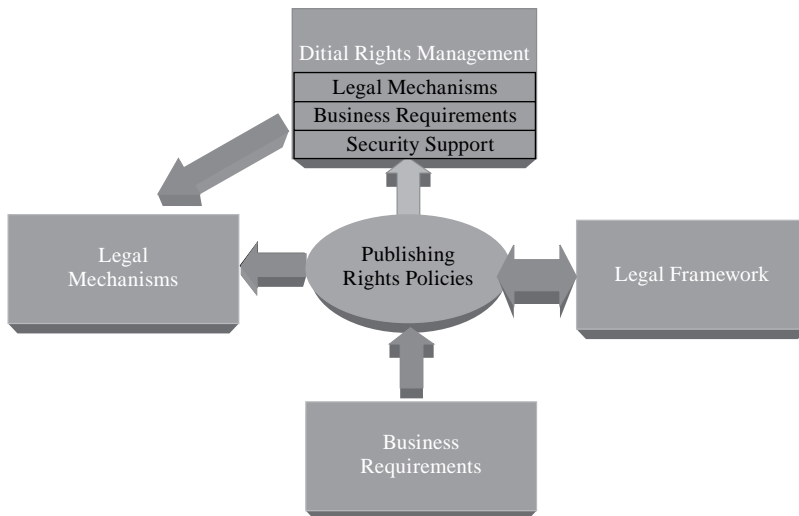 Ditial Rights Management
Legal Mechanisms
Business Requirements
Security Support
Legal
Mechanisms
Publishing
Rights Policies
Legal Framework
Business
Requirements